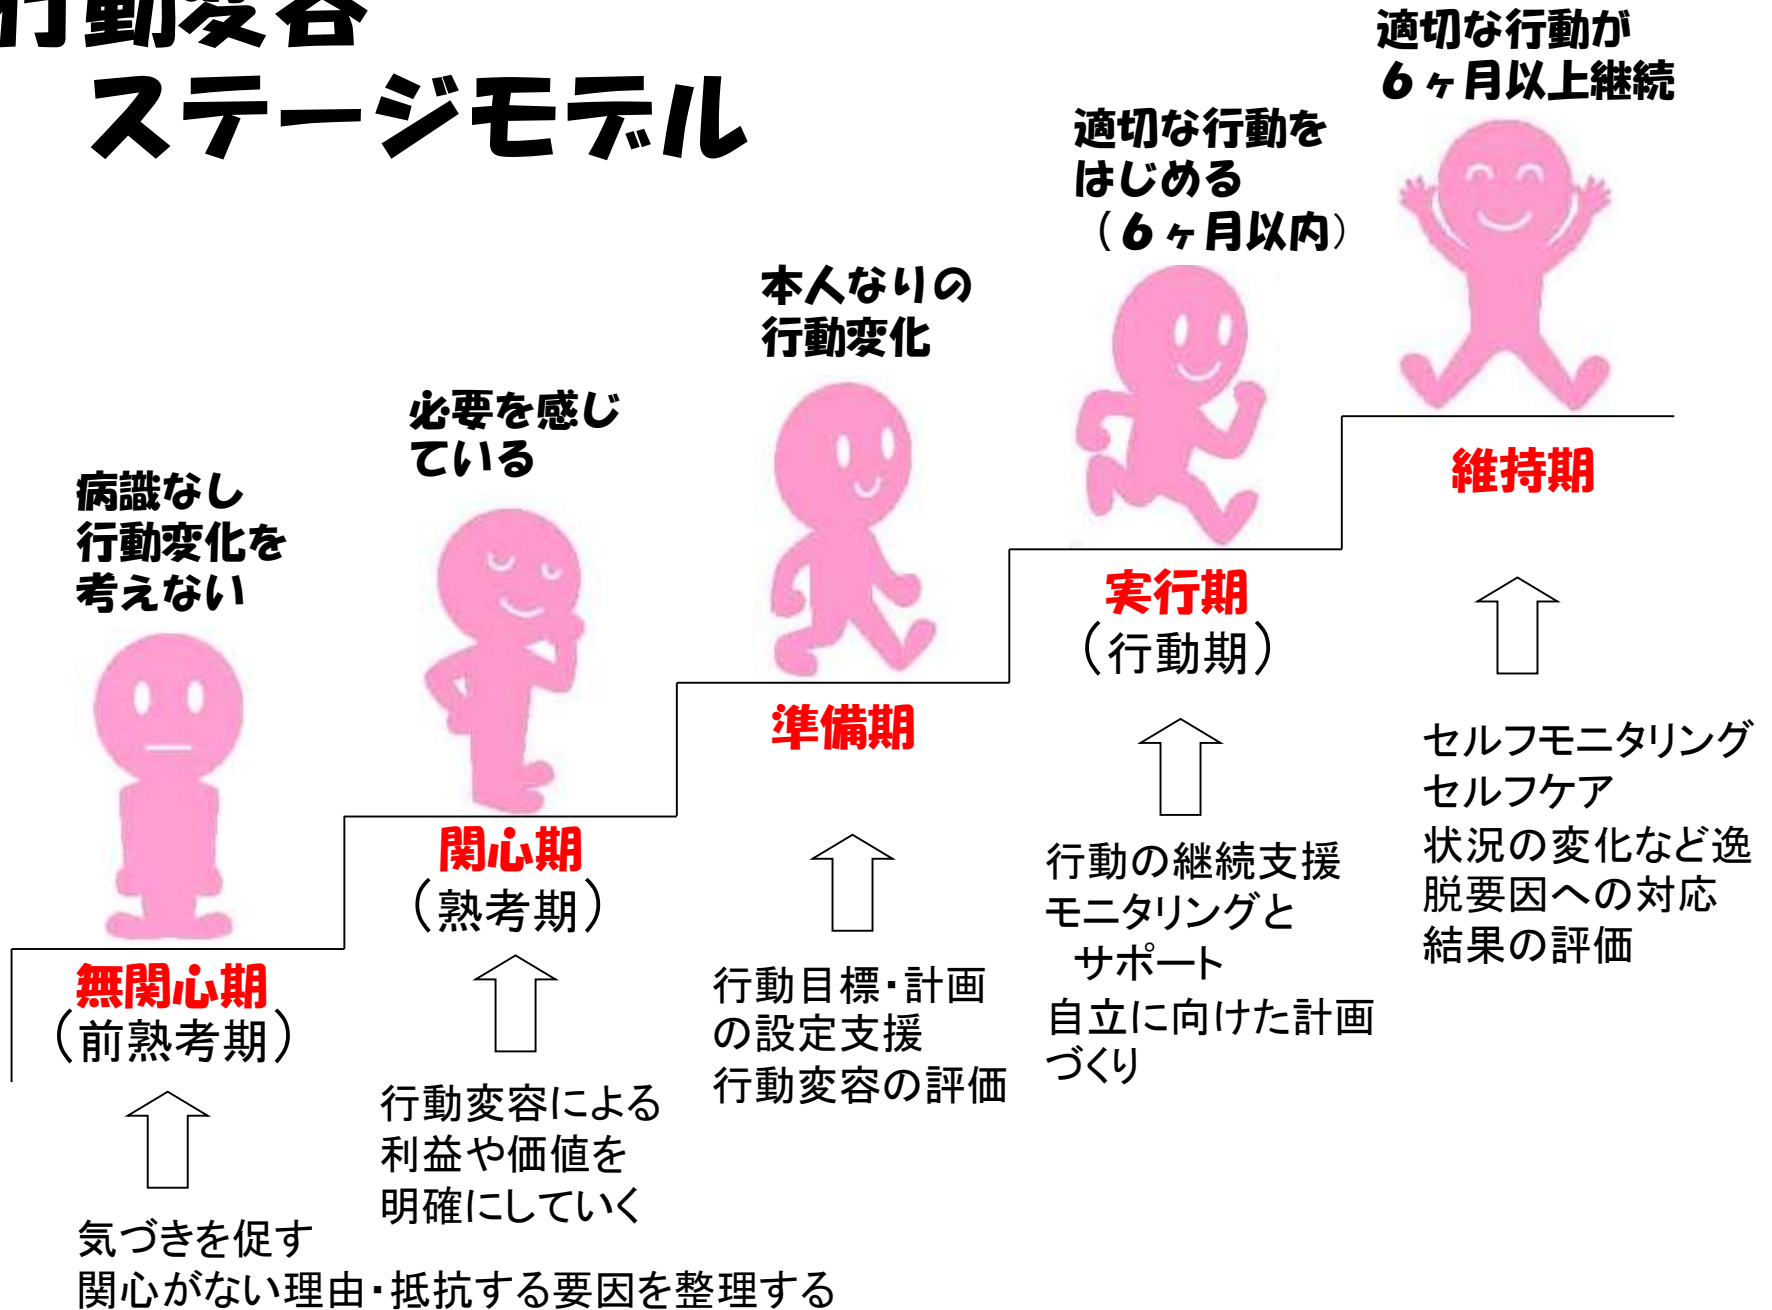 行動変容
ステージモデル
病識なし
行動変化を
考えない
無関心期
（前熟考期）
気づきを促す
関心がない理由・抵抗する要因を整理する
必要を感じ
ている
関心期
（熟考期）
行動変容による
利益や価値を
明確にしていく
本人なりの
行動変化
準備期
行動目標・計画
の設定支援
行動変容の評価
適切な行動を
はじめる
（６ヶ月以内）
実行期
（行動期）
行動の継続支援
モニタリングと
サポート
自立に向けた計画
づくり
適切な行動が
６ヶ月以上継続
維持期
セルフモニタリング
セルフケア
状況の変化など逸
脱要因への対応
結果の評価